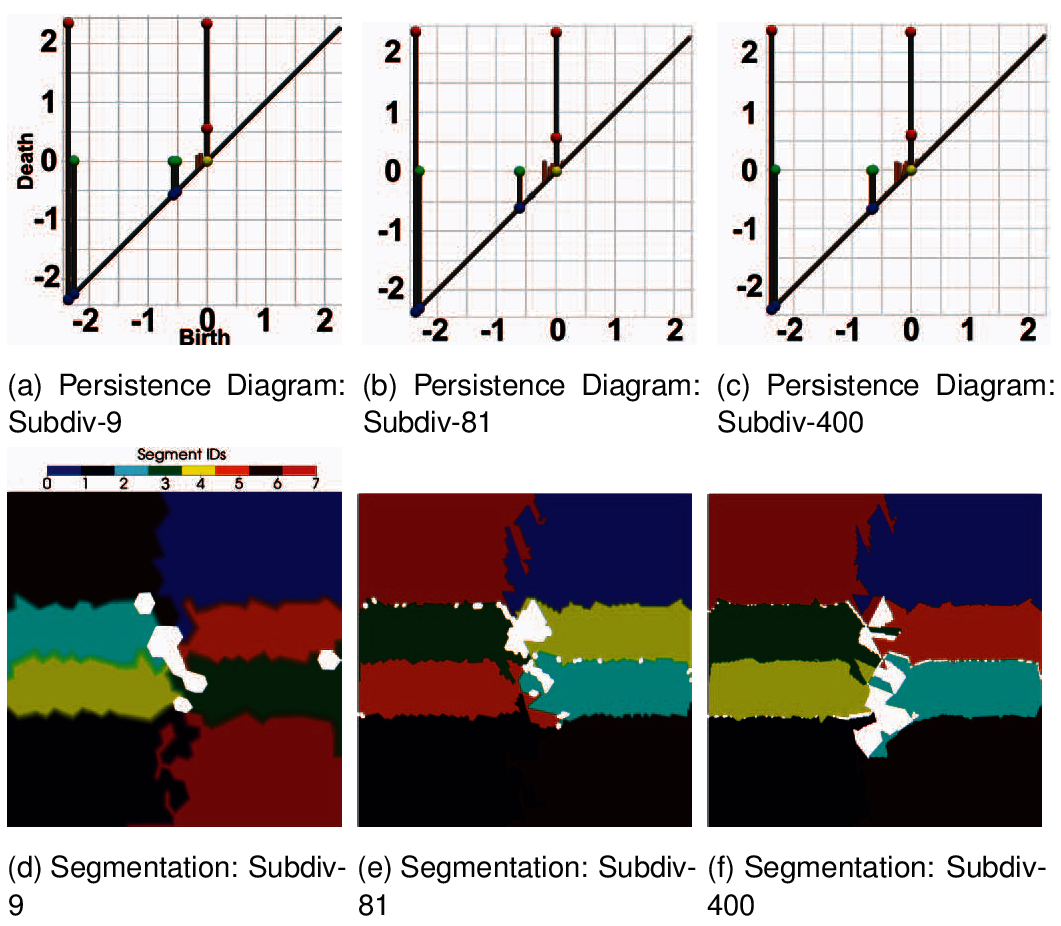 2
1
0
-1
-2
Death
-2 -1 0 1 2
Birth
2
1
0
-1
-2
-2 -1 0 1 2
2
1
0
-1
-2
-2 -1 0 1 2
(a) Persistence Diagram:
Subdiv-9
(b) Persistence Diagram:
Subdiv-81
(c) Persistence Diagram:
Subdiv-400
Segment IDs
0 1 2 3 4 5 6 7
(d) Segmentation: Subdiv-
9
(e) Segmentation: Subdiv-
81
(f) Segmentation: Subdiv-
400